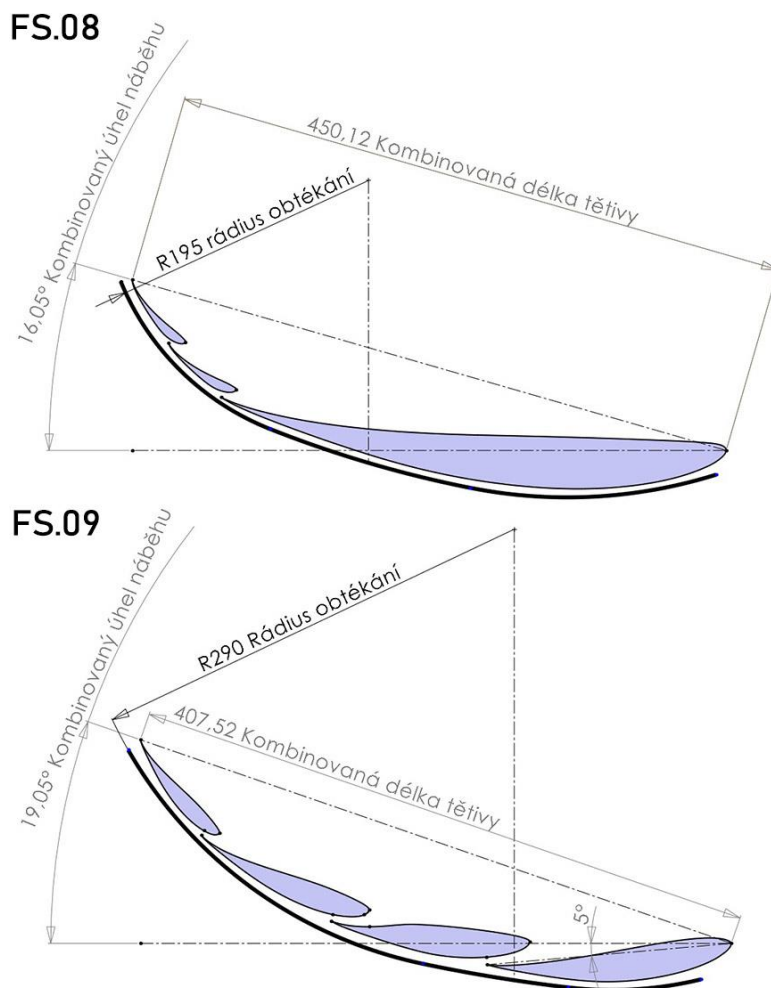 FS.08
16,05° Kombinovaný úhel náběhu
450,12 Kombinovaná délka tětivy
R195 rádius obtékání
FS.09
19,05° Kombinovaný úhel náběhu
R290 Rádius obtékání
407,52 Kombinovaná délka tětivy
5°